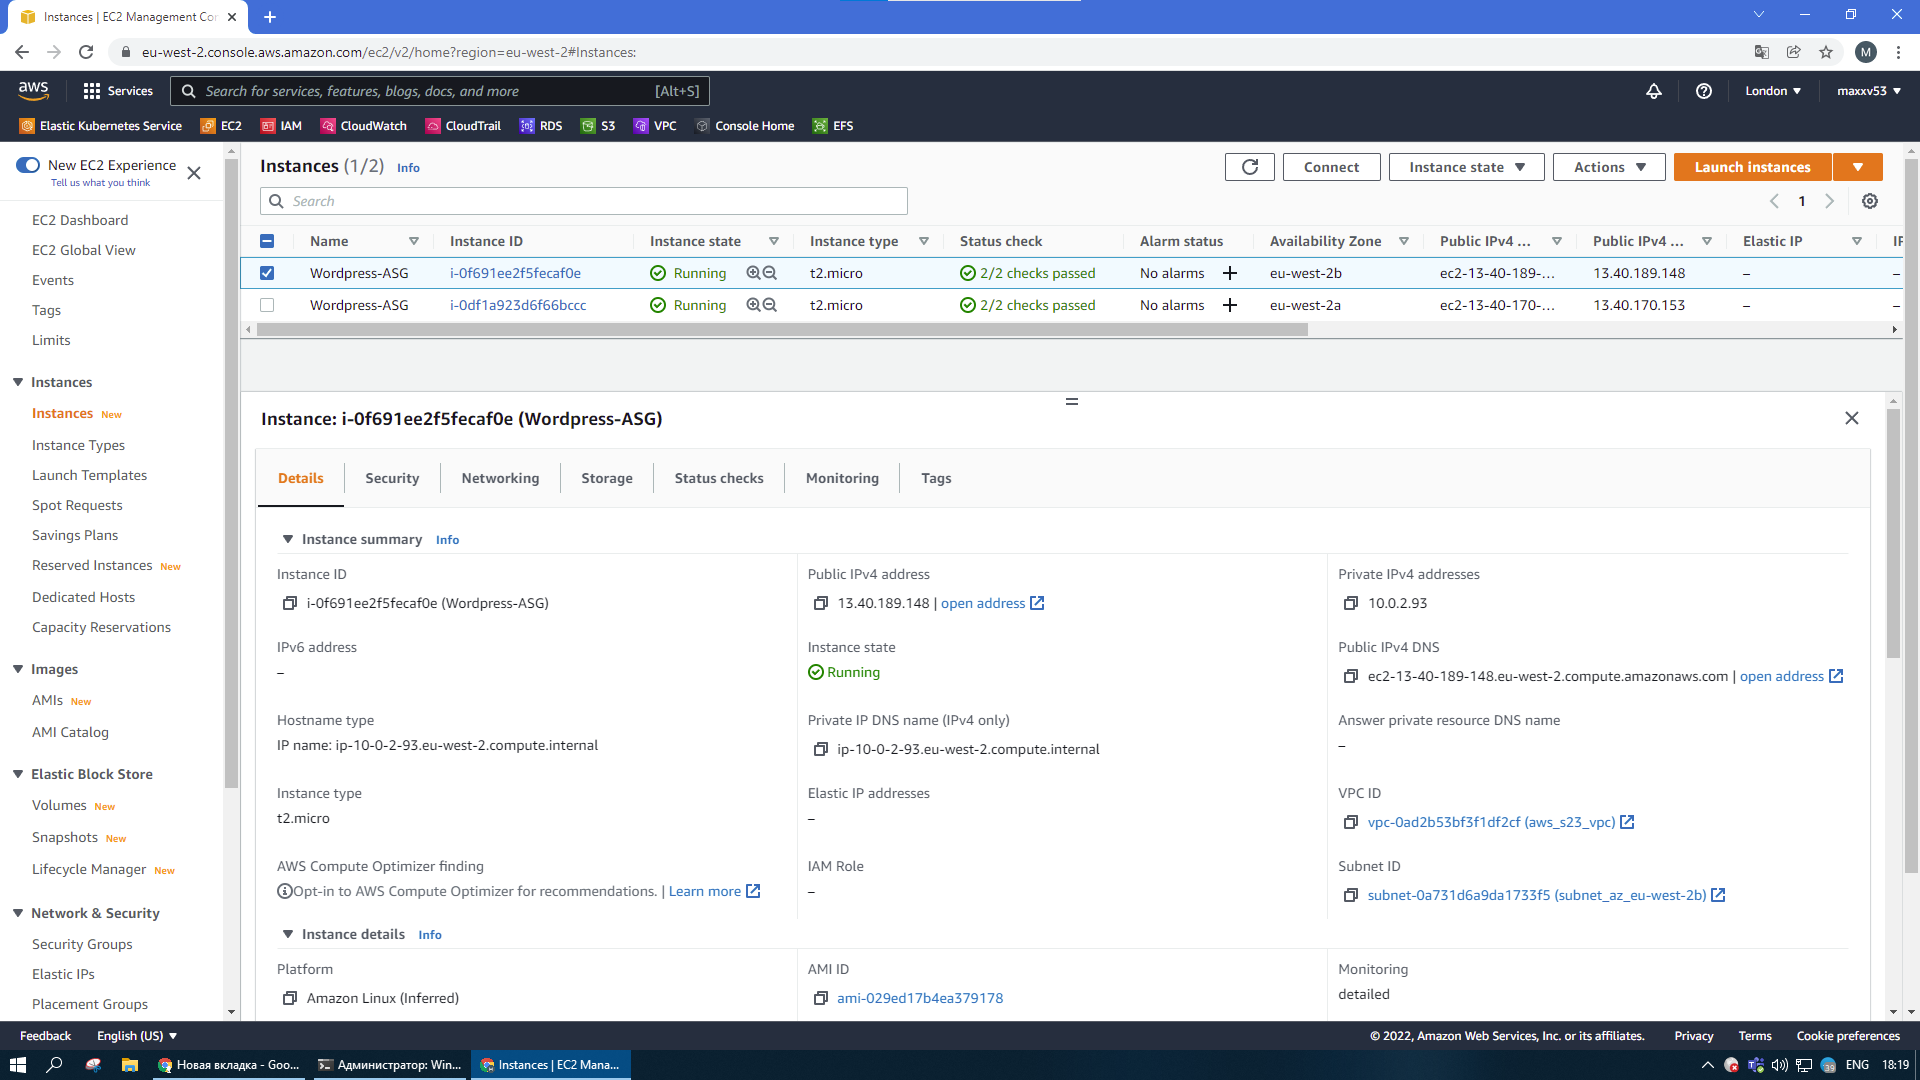 Instances | EC2 Management Con
eu-west-2.console.aws.amazon.com/ec2/v2/home?region=eu-west-2#Instances:
M
aws
Services
Search for services, features, blogs, docs, and more
[Alt+S]
London
maxxv53
Elastic Kubernetes Service EC2 IAM CloudWatch CloudTrail RDS S3 VPC Console Home EFS
New EC2 Experience
Tell us what you think
EC2 Dashboard
EC2 Global View
Events
Tags
Limits
Instances
Instances New
Instance Types
Launch Templates
Spot Requests
Savings Plans
Reserved Instances New
Dedicated Hosts
Capacity Reservations
Images
AMIs New
AMI Catalog
Elastic Block Store
Volumes New
Snapshots New
Lifecycle Manager New
Network & Security
Security Groups
Elastic IPs
Placement Groups
Instances (1/2) Info
Connect
Instance state
Actions
Launch instances
Search
1
Name Instance ID Instance state Instance type Status check Alarm status Availability Zone Public IPv4 ... Public IPv4 ... Elastic IP IP
Wordpress-ASG i-0f691ee2f5fecaf0e Running t2.micro 2/2 checks passed No alarms + eu-west-2b ec2-13-40-189-... 13.40.189.148 – –
Wordpress-ASG i-0df1a923d6f66bccc Running t2.micro 2/2 checks passed No alarms + eu-west-2a ec2-13-40-170-... 13.40.170.153 – –
Instance: i-0f691ee2f5fecaf0e (Wordpress-ASG)
Details Security Networking Storage Status checks Monitoring Tags
Instance summary Info
Instance ID
i-0f691ee2f5fecaf0e (Wordpress-ASG)
Public IPv4 address
13.40.189.148 | open address
Private IPv4 addresses
10.0.2.93
IPv6 address
–
Instance state
Running
Public IPv4 DNS
ec2-13-40-189-148.eu-west-2.compute.amazonaws.com | open address
Hostname type
IP name: ip-10-0-2-93.eu-west-2.compute.internal
Private IP DNS name (IPv4 only)
ip-10-0-2-93.eu-west-2.compute.internal
Answer private resource DNS name
–
Instance type
t2.micro
Elastic IP addresses
–
VPC ID
vpc-0ad2b53bf3f1df2cf (aws_s23_vpc)
AWS Compute Optimizer finding
Opt-in to AWS Compute Optimizer for recommendations. | Learn more
IAM Role
–
Subnet ID
subnet-0a731d6a9da1733f5 (subnet_az_eu-west-2b)
Instance details Info
Platform
Amazon Linux (Inferred)
AMI ID
ami-029ed17b4ea379178
Monitoring
detailed
Feedback English (US)
© 2022, Amazon Web Services, Inc. or its affiliates. Privacy Terms Cookie preferences
Новая вкладка - Goo...
Администратор: Win...
Instances | EC2 Mana...
39
ENG
18:19